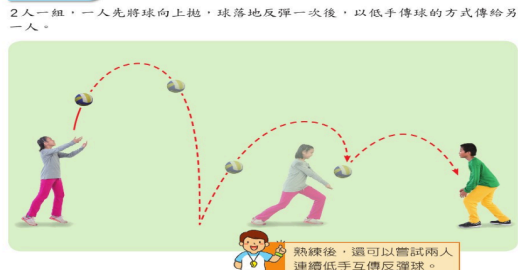 2人一組，一人先將球向上拋，球落地反彈一次後，以低手傳球的方式傳給另
一人。
熟練後，還可以嘗試兩人
連續低手互傳反彈球。